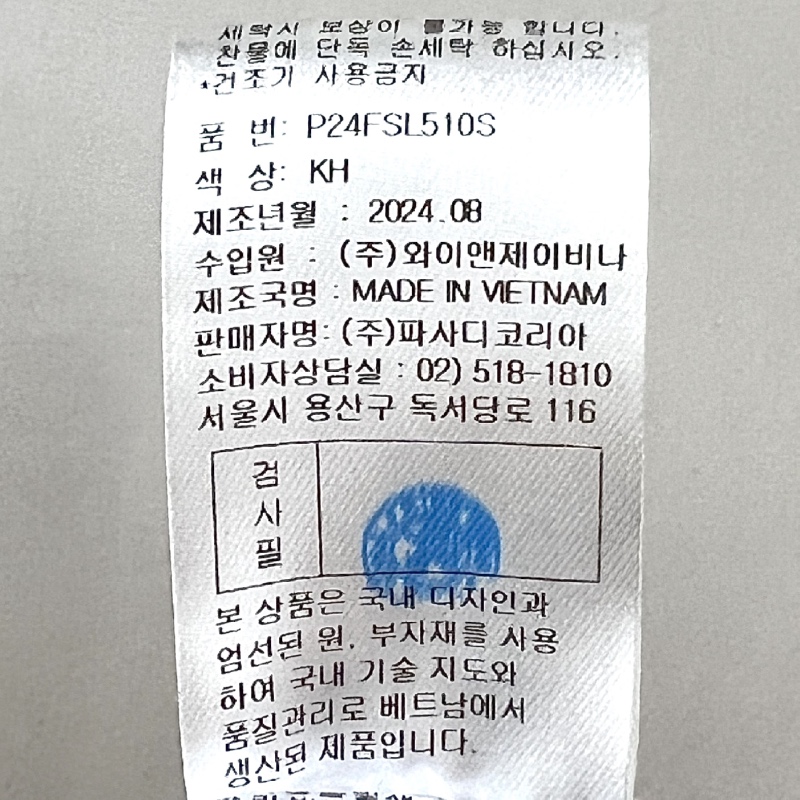 세탁시 보상이 불가능 합니다.
찬물에 단독 손세탁 하십시오.
*건조기 사용금지
품 번: P24FSL510S
색 상: KH
제조년월 : 2024.08
수입원 : (주)와이앤제이비나
제조국명 : MADE IN VIETNAM
판매자명: (주)파사디코리아
소비자상담실 : 02) 518-1810
서울시 용산구 독서당로 116
검
사
필
본 상품은 국내 디자인과
엄선된 원, 부자재를 사용
하여 국내 기술 지도와
품질관리로 베트남에서
생산된 제품입니다.